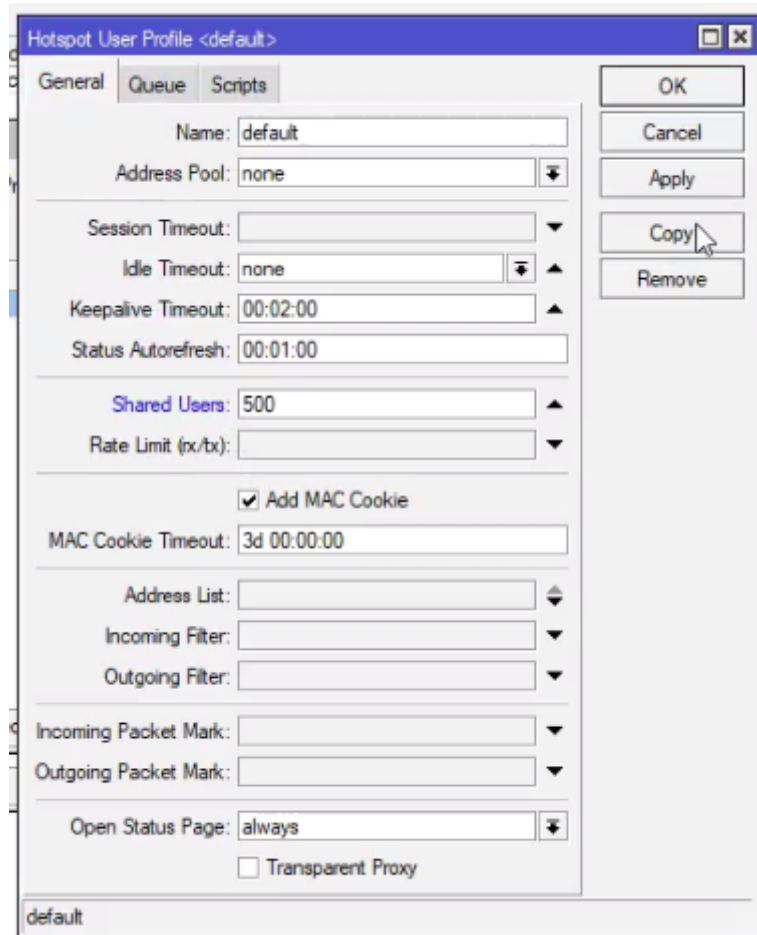 Hotspot User Profile <default>
General Queue Scripts
OK
Cancel
Apply
Copy
Remove
Name: default
Address Pool: none
Session Timeout:
Idle Timeout: none
Keepalive Timeout: 00:02:00
Status Autorefresh: 00:01:00
Shared Users: 500
Rate Limit (rx/tx):
Add MAC Cookie
MAC Cookie Timeout: 3d 00:00:00
Address List:
Incoming Filter:
Outgoing Filter:
Incoming Packet Mark:
Outgoing Packet Mark:
Open Status Page: always
Transparent Proxy
default